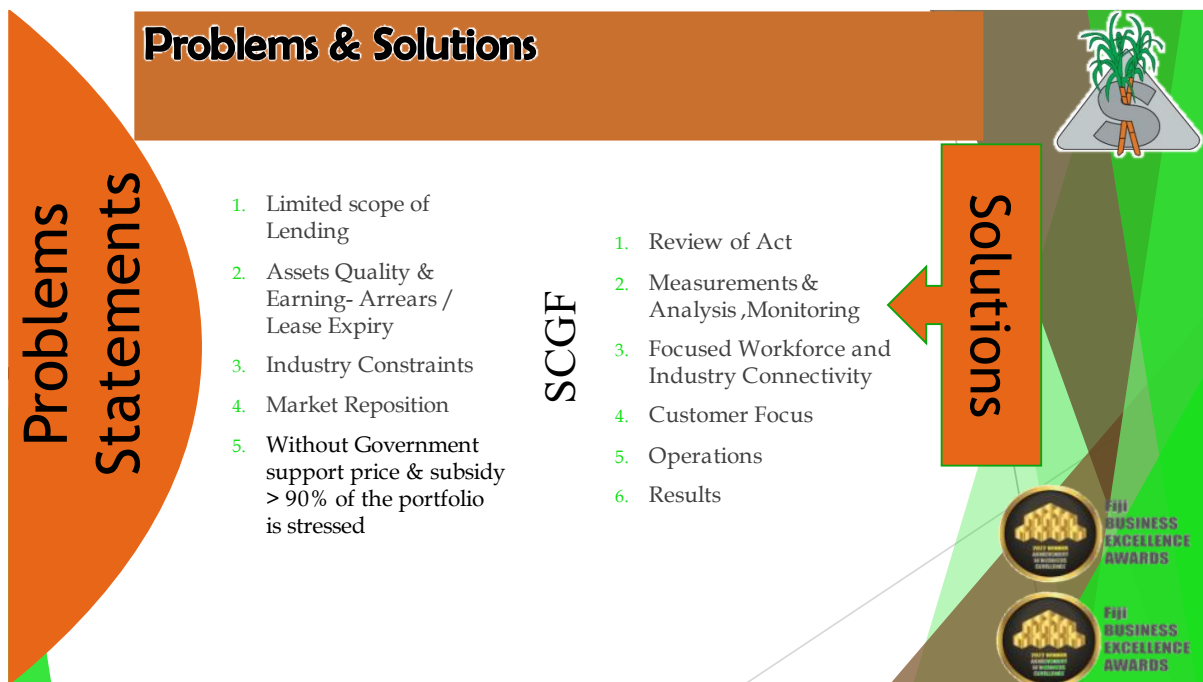 Problems & Solutions
Problems
Statements
1. Limited scope of
Lending
2. Assets Quality &
Earning- Arrears /
Lease Expiry
3. Industry Constraints
4. Market Reposition
5. Without Government
support price & subsidy
> 90% of the portfolio
is stressed
SCGF
1. Review of Act
2. Measurements &
Analysis ,Monitoring
3. Focused Workforce and
Industry Connectivity
4. Customer Focus
5. Operations
6. Results
Solutions
S
Fiji
BUSINESS
EXCELLENCE
AWARDS
Fiji
BUSINESS
EXCELLENCE
AWARDS